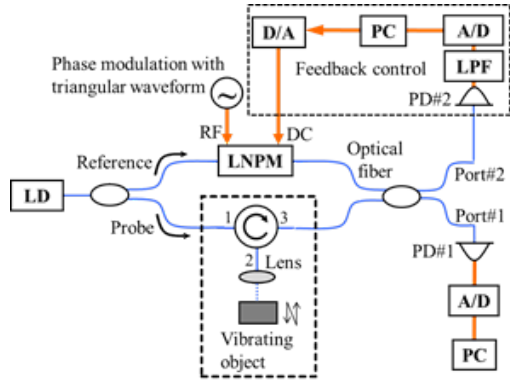 D/A
PC
A/D
Feedback control
LPF
PD#2
Phase modulation with
triangular waveform
RF
DC
LNPM
Reference
Optical
fiber
Port#2
LD
Probe
1
3
2
Lens
Vibrating
object
Port#1
PD#1
A/D
PC